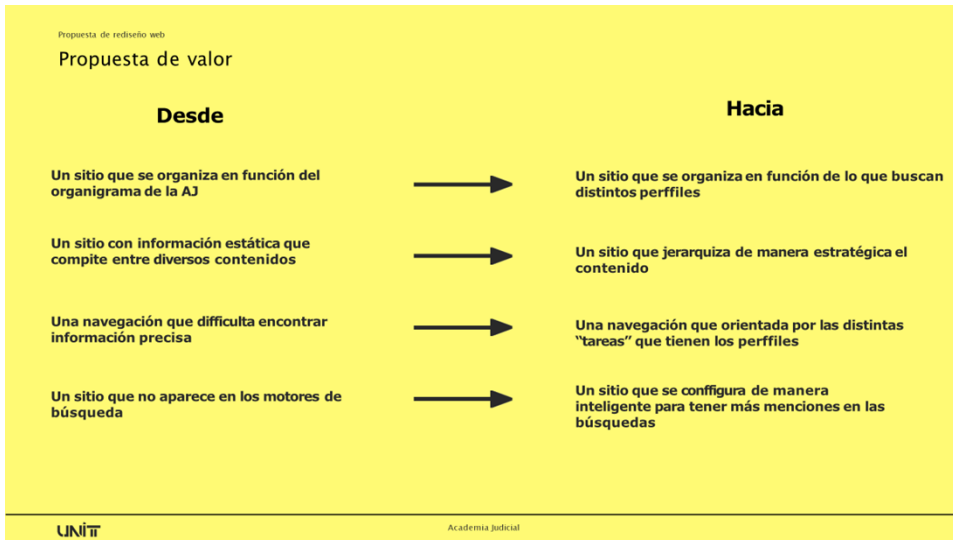 Propuesta de rediseño web
Propuesta de valor
Desde
Hacia
Un sitio que se organiza en función del
organigrama de la AJ
Un sitio que se organiza en función de lo que buscan
distintos perffiles
Un sitio con información estática que
compite entre diversos contenidos
Un sitio que jerarquiza de manera estratégica el
contenido
Una navegación que difficulta encontrar
información precisa
Una navegación que orientada por las distintas
“tareas” que tienen los perffiles
Un sitio que no aparece en los motores de
búsqueda
Un sitio que se conffigura de manera
inteligente para tener más menciones en las
búsquedas
UNiT
Academia Judicial